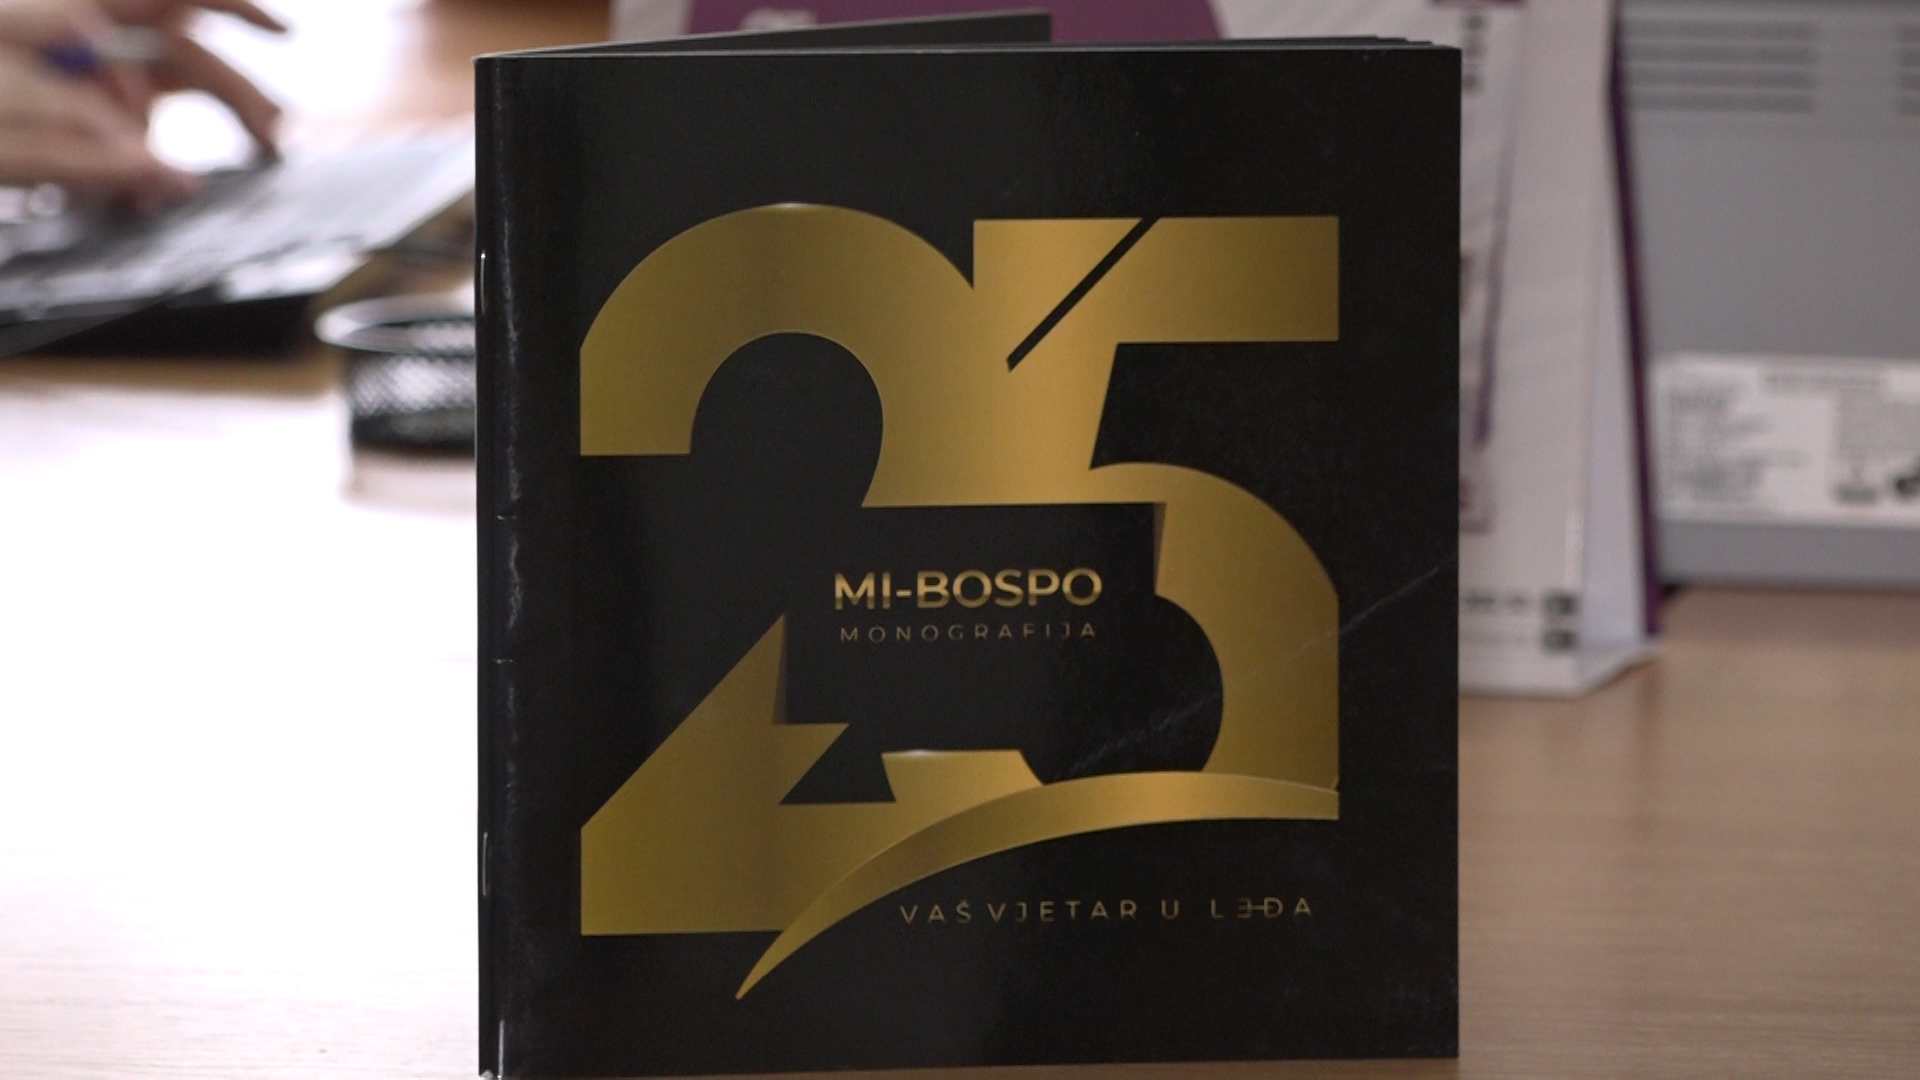 25
MI-BOSPO
MONOGRAFIJA
VAŠ VJETAR U LEĐA